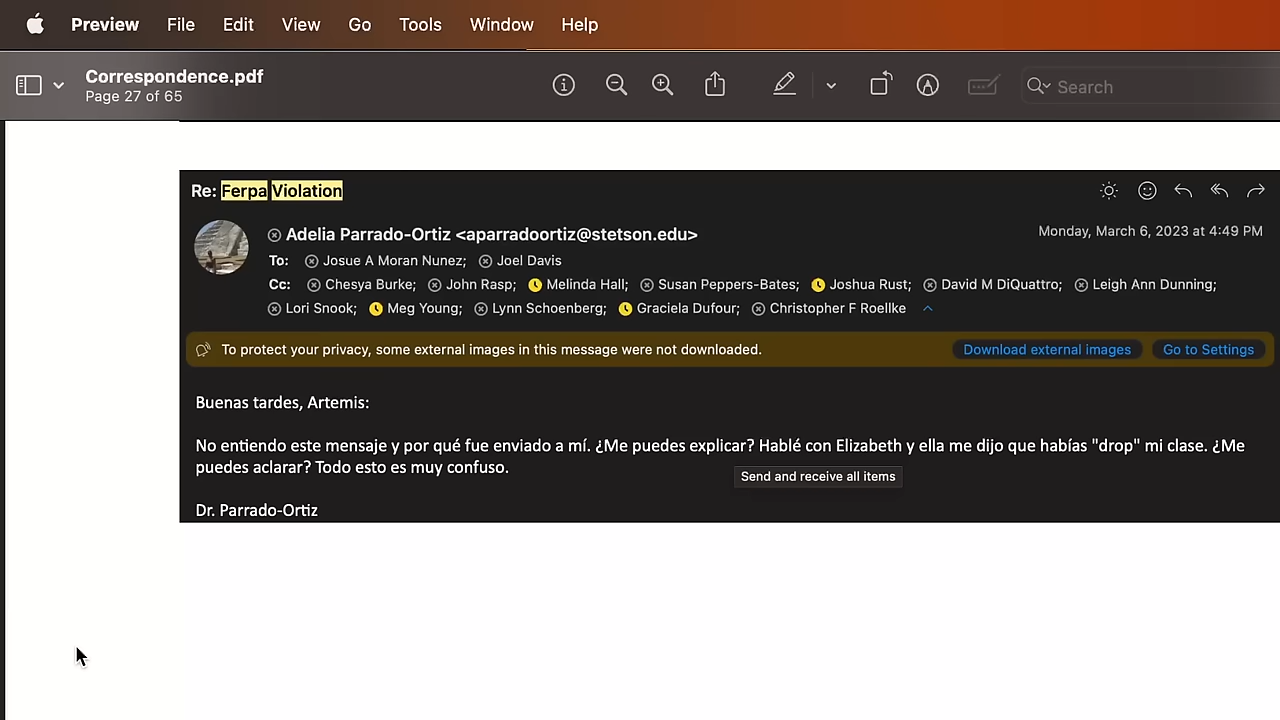 Preview File Edit View Go Tools Window Help
Correspondence.pdf
Page 27 of 65
Search
Re: Ferpa Violation
Adelia Parrado-Ortiz <aparradoortiz@stetson.edu>
Monday, March 6, 2023 at 4:49 PM
To: Josue A Moran Nunez; Joel Davis
Cc: Chesya Burke; John Rasp; Melinda Hall; Susan Peppers-Bates; Joshua Rust; David M DiQuattro; Leigh Ann Dunning;
Lori Snook; Meg Young; Lynn Schoenberg; Graciela Dufour; Christopher F Roellke
To protect your privacy, some external images in this message were not downloaded. Download external images Go to Settings
Buenas tardes, Artemis:
No entiendo este mensaje y por qué fue enviado a mí. ¿Me puedes explicar? Hablé con Elizabeth y ella me dijo que habías "drop" mi clase. ¿Me
puedes aclarar? Todo esto es muy confuso.
Send and receive all items
Dr. Parrado-Ortiz